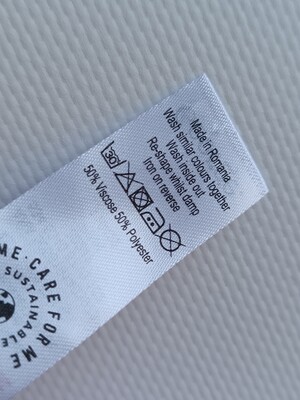 Made in Romania
Wash similar colours together
Wash inside out
Re-shape whilst damp
Iron on reverse
30
50% Viscose 50% Polyester
ME · CARE FOR ME
SUSTAINABLE